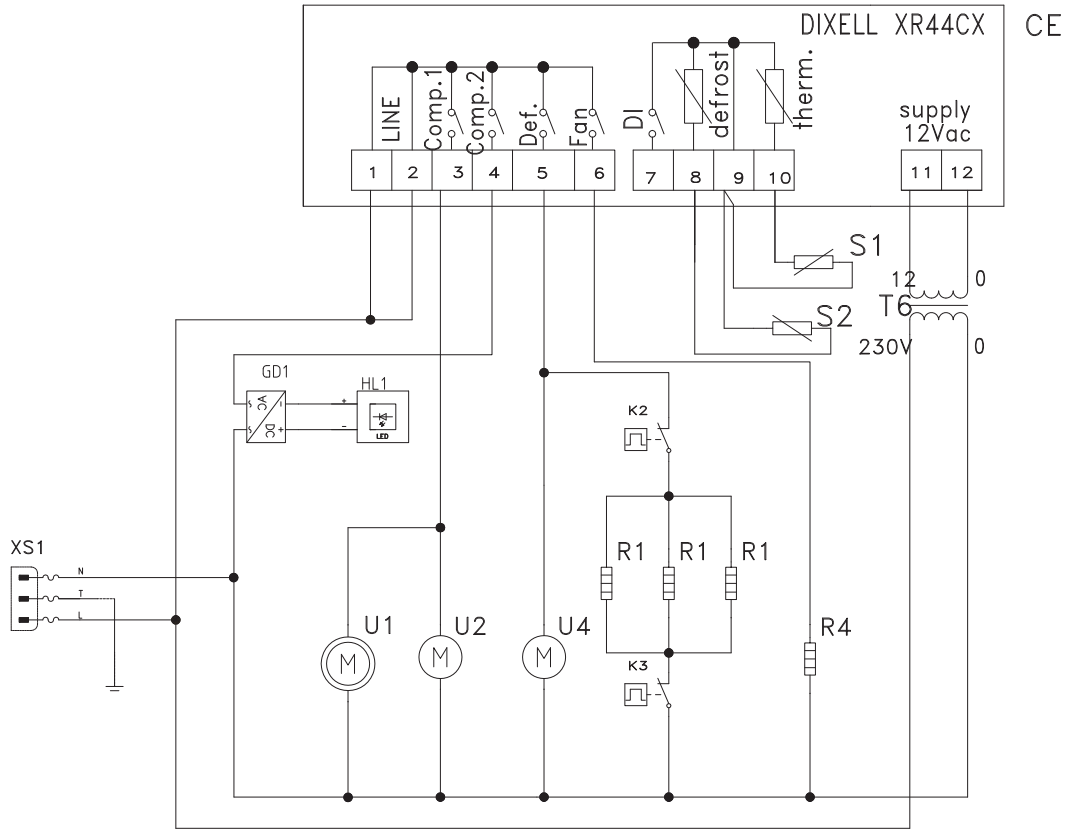 DIXELL XR44CX
CE
LINE
Comp.1
Comp.2
Def.
Fan
DI
defrost
therm.
supply
12Vac
1 2 3 4 5 6
7 8 9 10
11 12
S1
12 0
T6
S2
230V 0
GD1
HL1
AC
DC
-
+
+
-
LED
K2
XS1
N
T
L
R1 R1 R1
U1 U2 U4 R4
M M M
K3